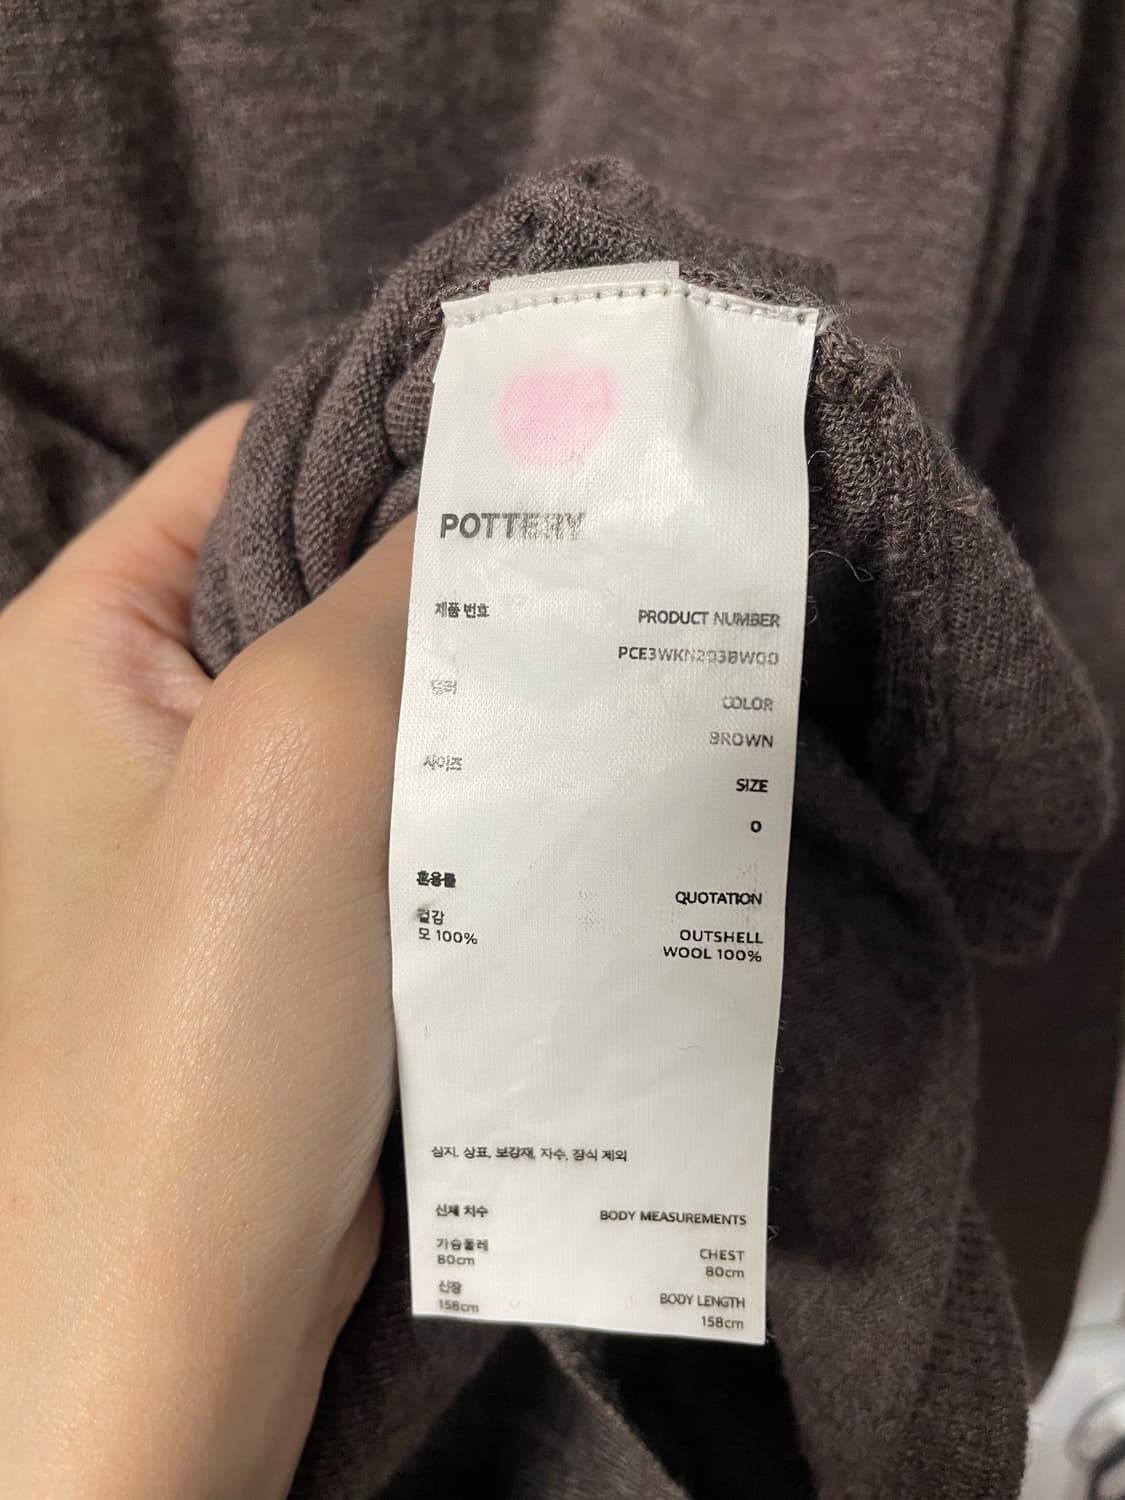 POTTERY
제품 번호
PRODUCT NUMBER
PCE3WKN203BWOO
컬러
COLOR
BROWN
사이즈
SIZE
0
혼용률
QUOTATION
겉감
OUTSHELL
모 100%
WOOL 100%
심지, 상표, 보강재, 자수, 장식 제외
신체 치수
BODY MEASUREMENTS
가슴둘레
CHEST
80cm
80cm
신장
BODY LENGTH
158cm
158cm